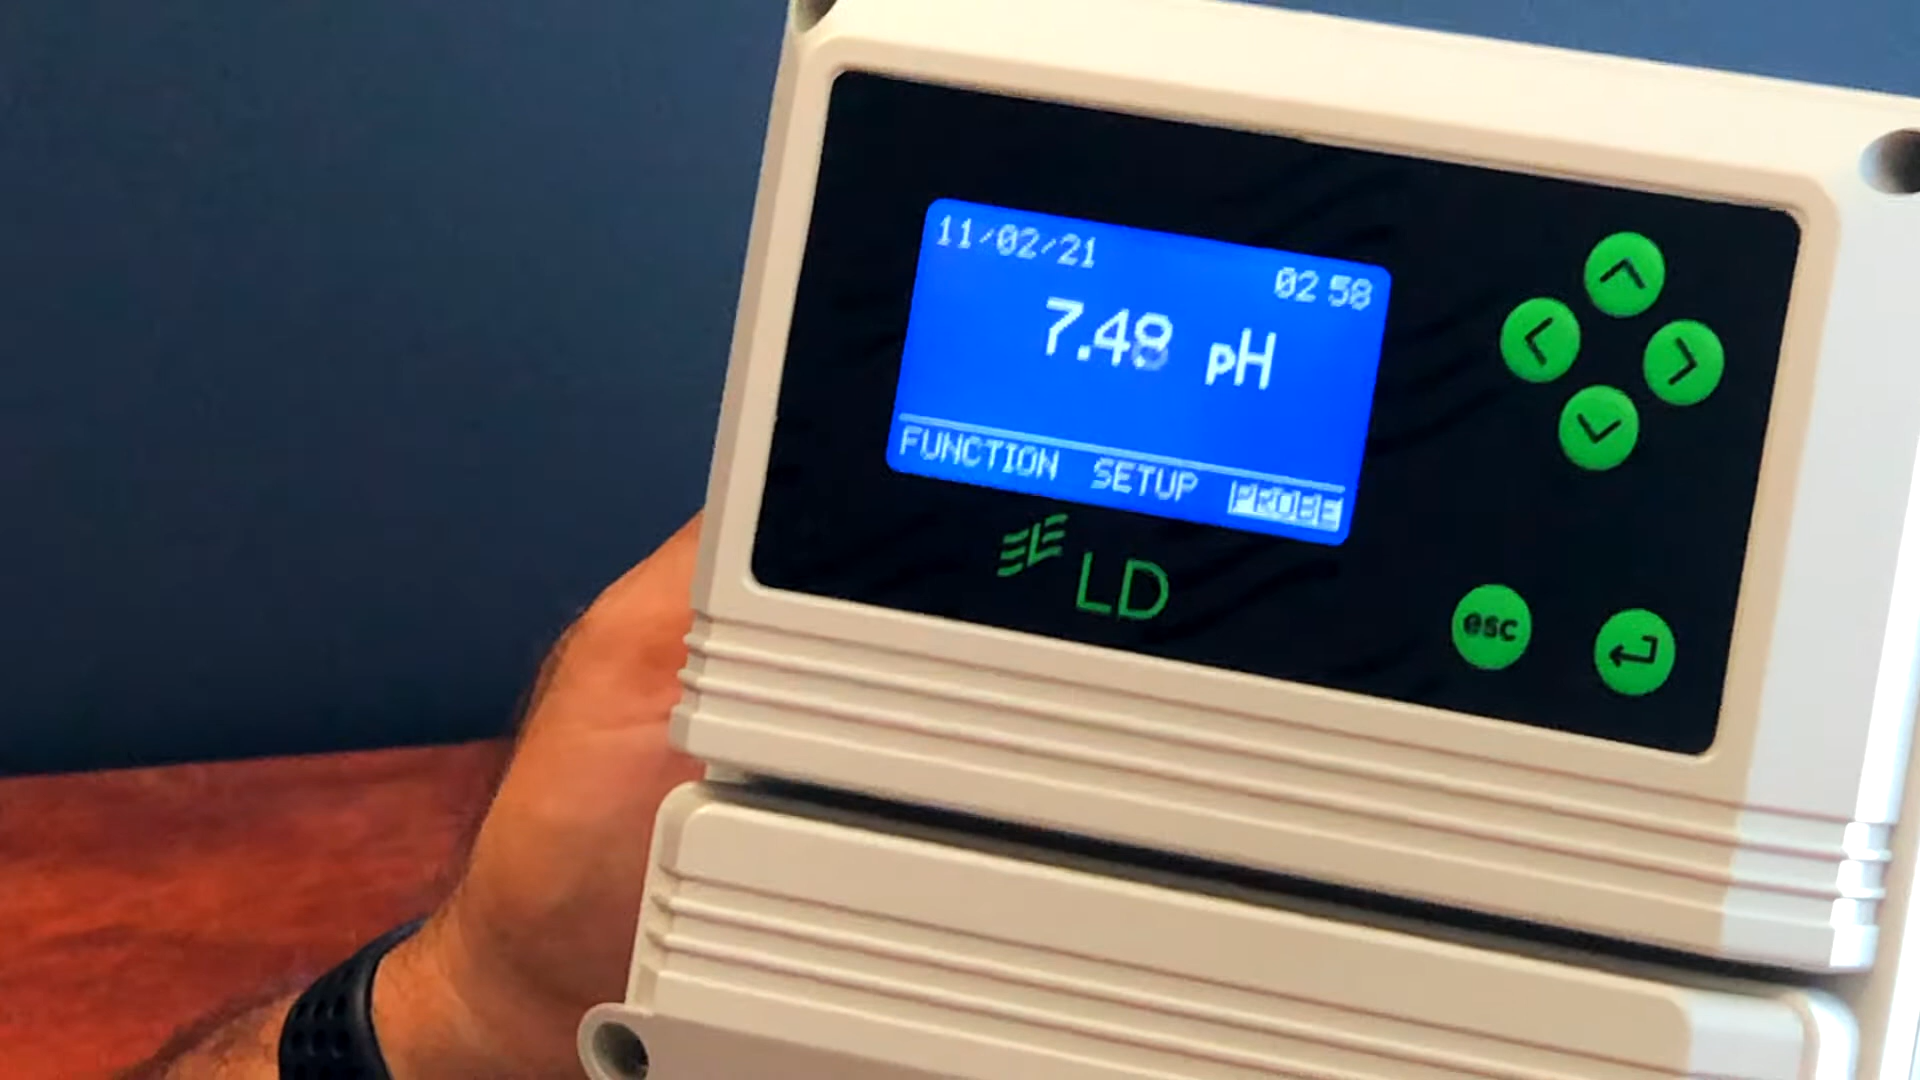 11/02/21 02 58
7.48 pH
FUNCTION SETUP PROBE
LD
esc